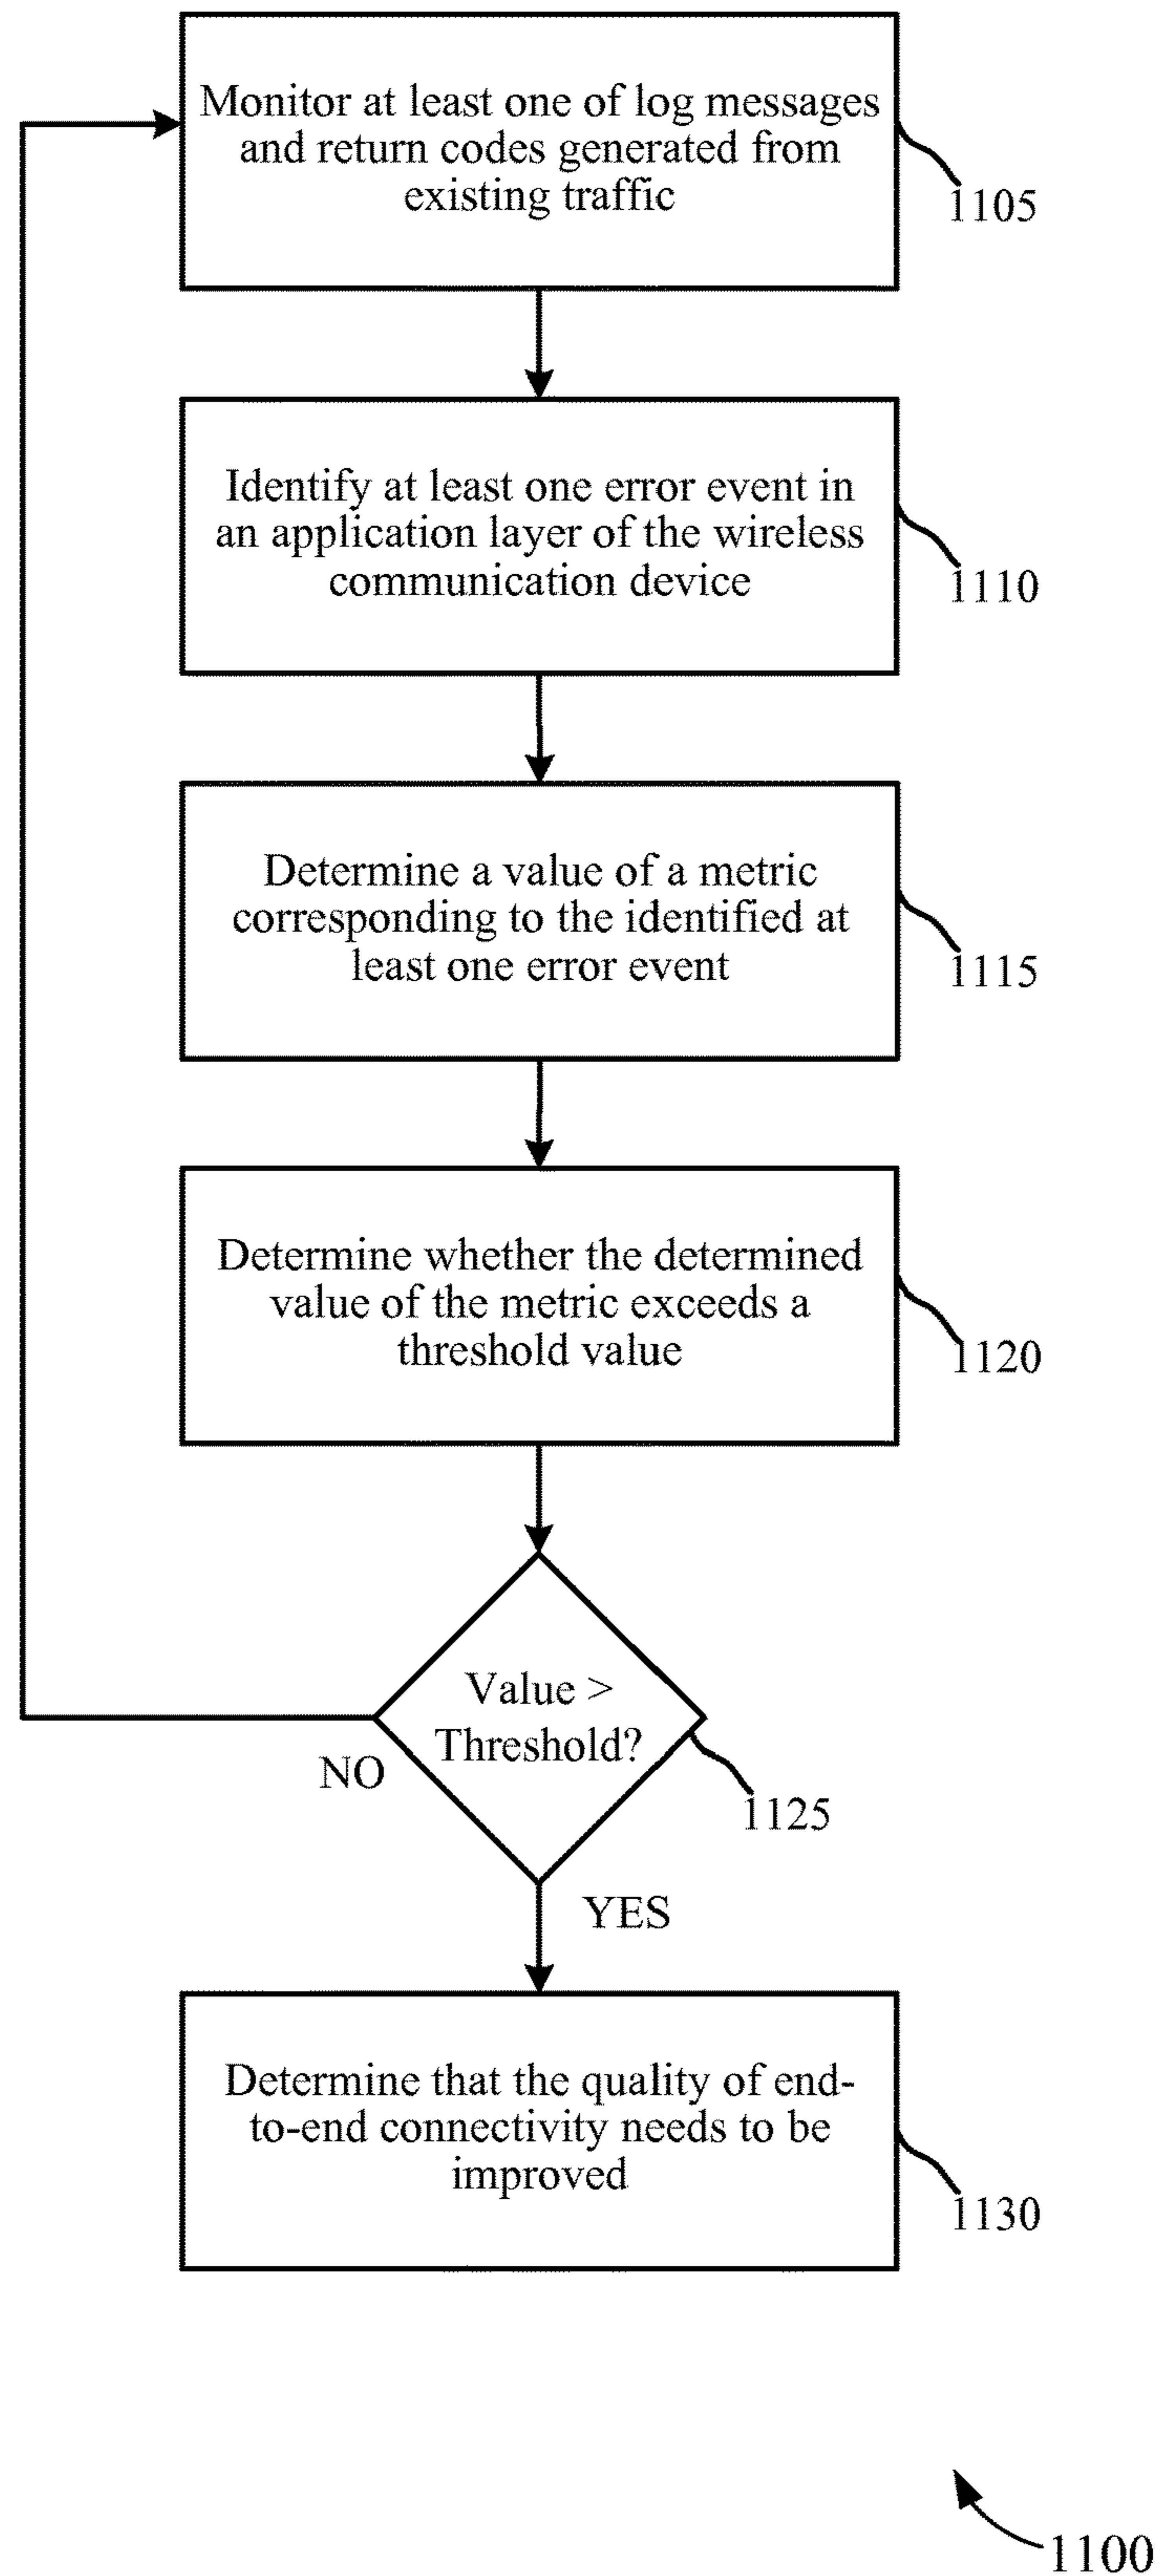 Monitor at least one of log messages
and return codes generated from
existing traffic
1105
Identify at least one error event in
an application layer of the wireless
communication device
1110
Determine a value of a metric
corresponding to the identified at
least one error event
1115
Determine whether the determined
value of the metric exceeds a
threshold value
1120
Value >
Threshold?
NO
1125
YES
Determine that the quality of end-
to-end connectivity needs to be
improved
1130
1100